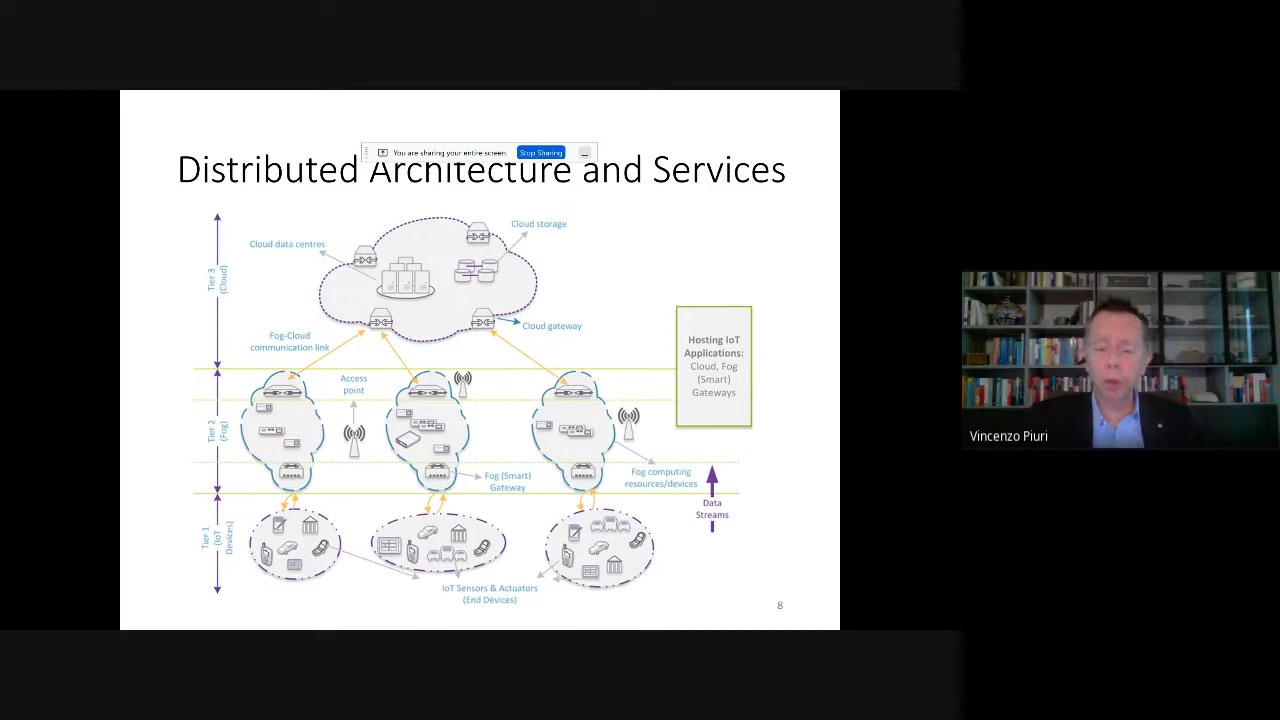 You are sharing your entire screen.
Stop Sharing
Distributed Architecture and Services
Cloud storage
Cloud data centres
Tier 3
(Cloud)
Cloud gateway
Fog-Cloud
communication link
Hosting IoT
Applications:
Cloud, Fog
(Smart)
Gateways
Access
point
Tier 2
(Fog)
Fog (Smart)
Gateway
Fog computing
resources/devices
Data
Streams
Tier 1
(IoT
Devices)
IoT Sensors & Actuators
(End Devices)
8
Vincenzo Piuri